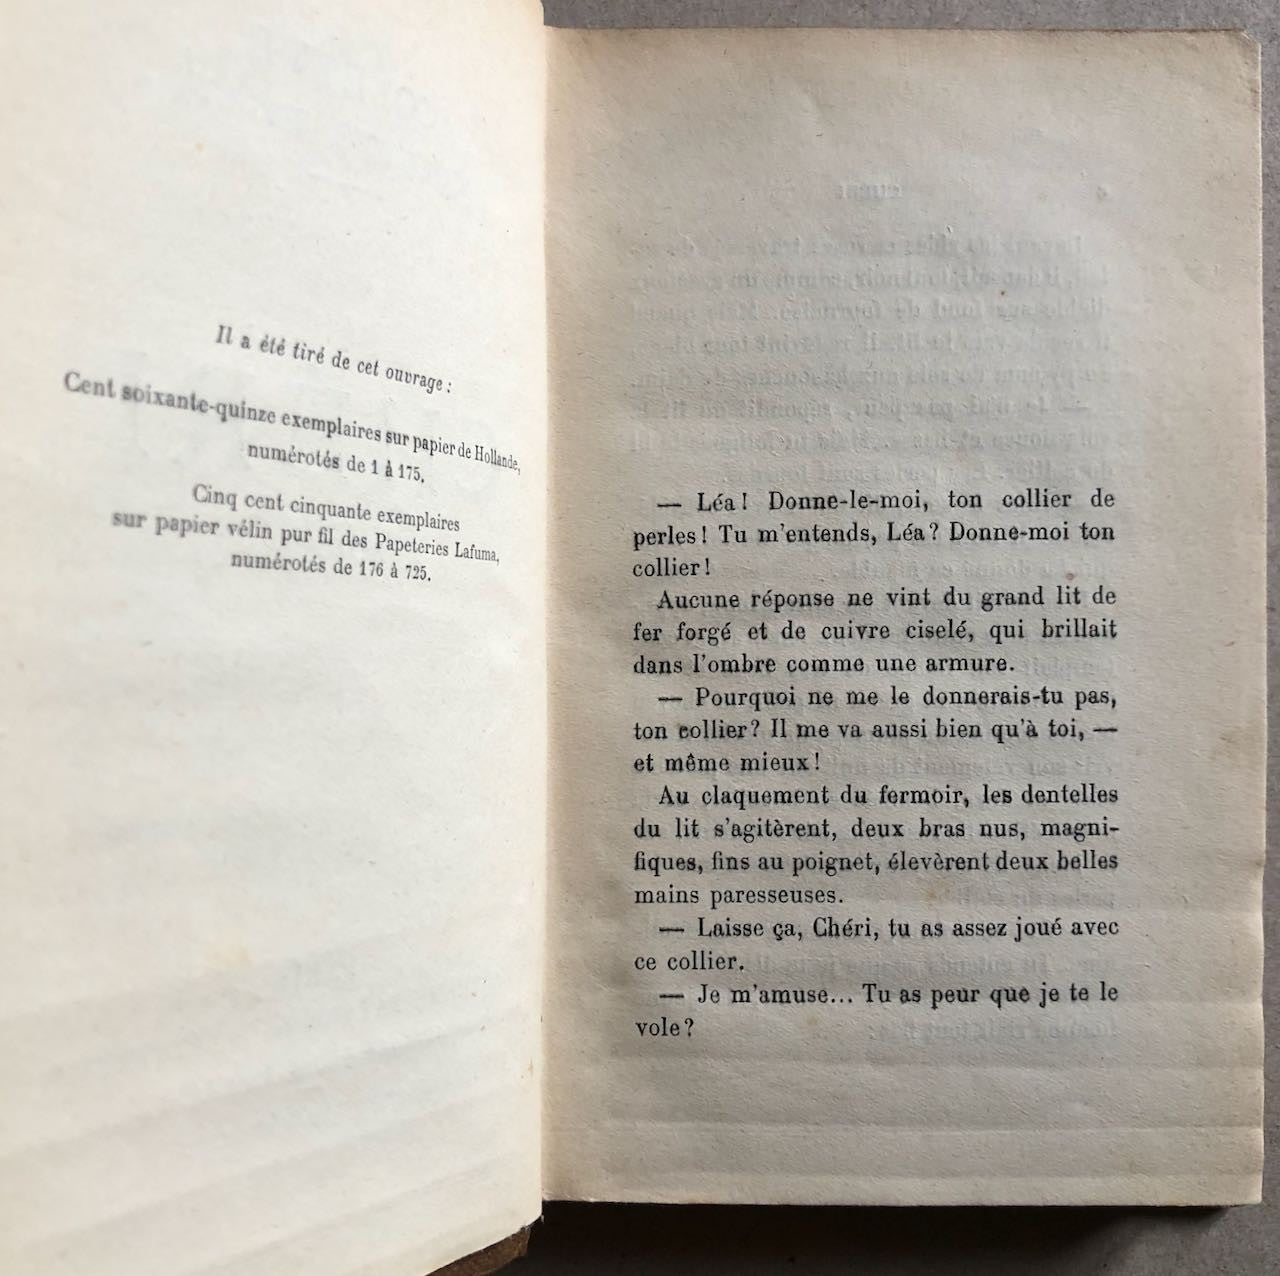 Il a été tiré de cet ouvrage :
Cent soixante-quinze exemplaires sur papier de Hollande,
numérotés de 1 à 175.
Cinq cent cinquante exemplaires
sur papier vélin pur fil des Papeteries Lafuma,
numérotés de 176 à 725.
— Léa! Donne-le-moi, ton collier de
perles! Tu m'entends, Léa? Donne-moi ton
collier!
Aucune réponse ne vint du grand lit de
fer forgé et de cuivre ciselé, qui brillait
dans l'ombre comme une armure.
— Pourquoi ne me le donnerais-tu pas,
ton collier? Il me va aussi bien qu'à toi, —
et même mieux!
Au claquement du fermoir, les dentelles
du lit s'agitèrent, deux bras nus, magni-
fiques, fins au poignet, élevèrent deux belles
mains paresseuses.
— Laisse ça, Chéri, tu as assez joué avec
ce collier.
— Je m'amuse... Tu as peur que je te le
vole?